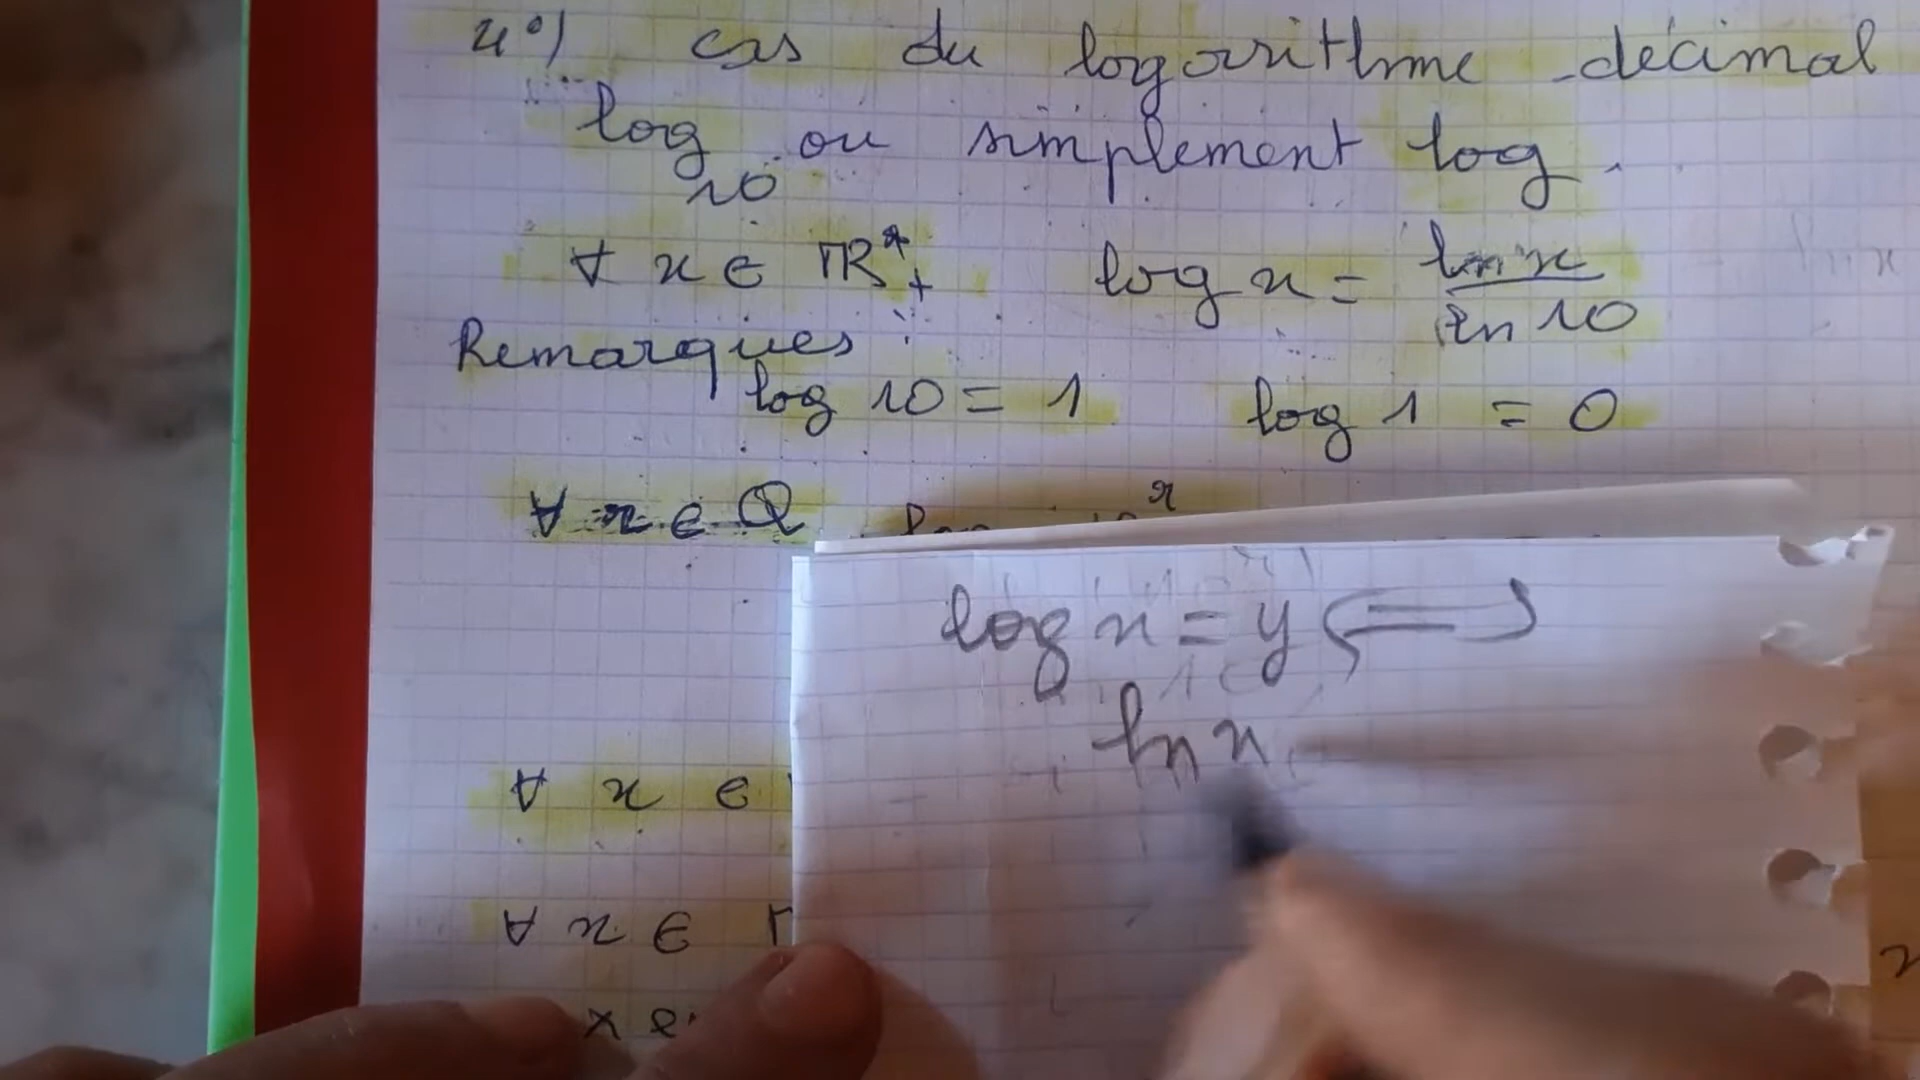 4°) cas du logarithme décimal
log₁₀ ou simplement log.
∀ x ∈ ℝ*₊ log x = ln x / ln 10
Remarques :
log 10 = 1 log 1 = 0
∀ r ∈ ℚ
log x = y ⟺
ln x
∀ x ∈
∀ x ∈